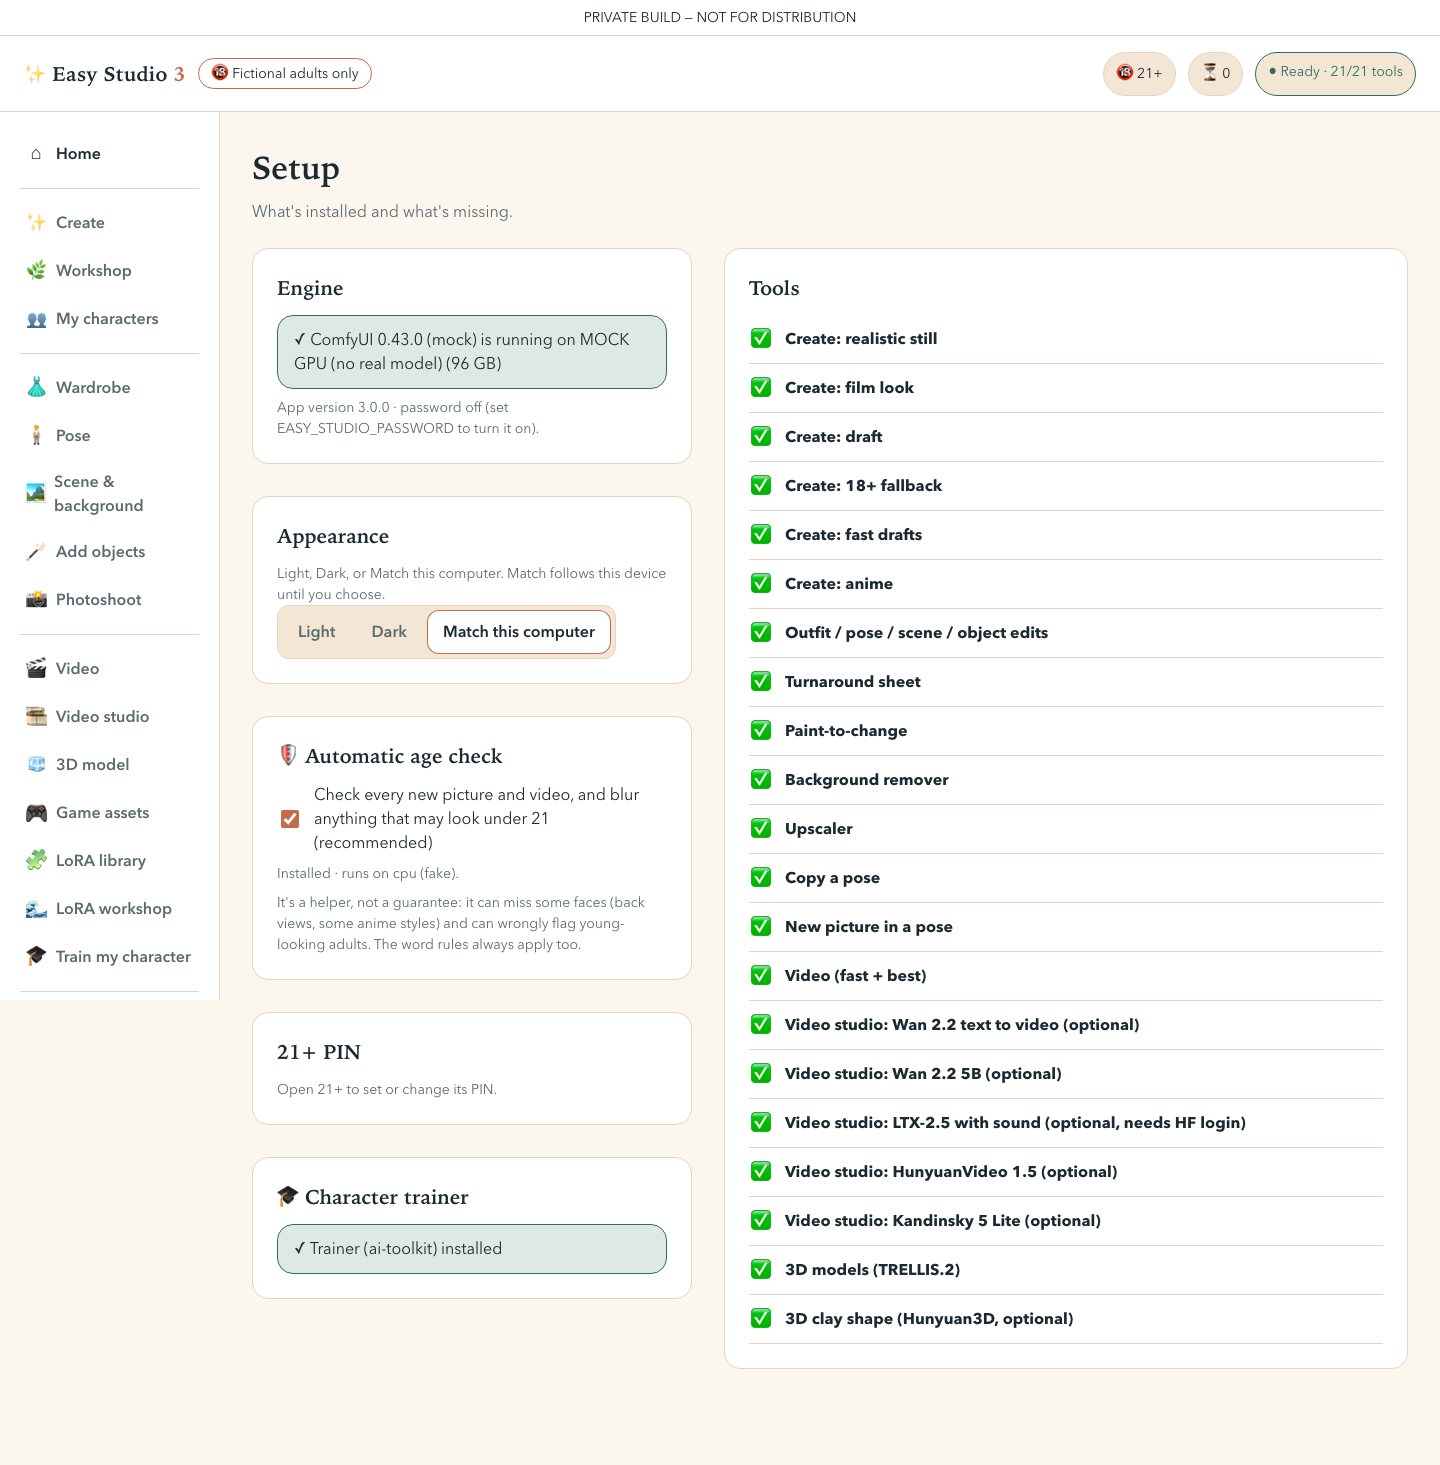 PRIVATE BUILD – NOT FOR DISTRIBUTION
Easy Studio 3
Fictional adults only
21+
0
Ready · 21/21 tools
Home
Create
Workshop
My characters
Wardrobe
Pose
Scene &
background
Add objects
Photoshoot
Video
Video studio
3D model
Game assets
LoRA library
LoRA workshop
Train my character
Setup
What's installed and what's missing.
Engine
✓ ComfyUI 0.43.0 (mock) is running on MOCK
GPU (no real model) (96 GB)
App version 3.0.0 · password off (set
EASY_STUDIO_PASSWORD to turn it on).
Appearance
Light, Dark, or Match this computer. Match follows this device
until you choose.
Light
Dark
Match this computer
Automatic age check
Check every new picture and video, and blur
anything that may look under 21
(recommended)
Installed · runs on cpu (fake).
It's a helper, not a guarantee: it can miss some faces (back
views, some anime styles) and can wrongly flag young-
looking adults. The word rules always apply too.
21+ PIN
Open 21+ to set or change its PIN.
Character trainer
✓ Trainer (ai-toolkit) installed
Tools
Create: realistic still
Create: film look
Create: draft
Create: 18+ fallback
Create: fast drafts
Create: anime
Outfit / pose / scene / object edits
Turnaround sheet
Paint-to-change
Background remover
Upscaler
Copy a pose
New picture in a pose
Video (fast + best)
Video studio: Wan 2.2 text to video (optional)
Video studio: Wan 2.2 5B (optional)
Video studio: LTX-2.5 with sound (optional, needs HF login)
Video studio: HunyuanVideo 1.5 (optional)
Video studio: Kandinsky 5 Lite (optional)
3D models (TRELLIS.2)
3D clay shape (Hunyuan3D, optional)